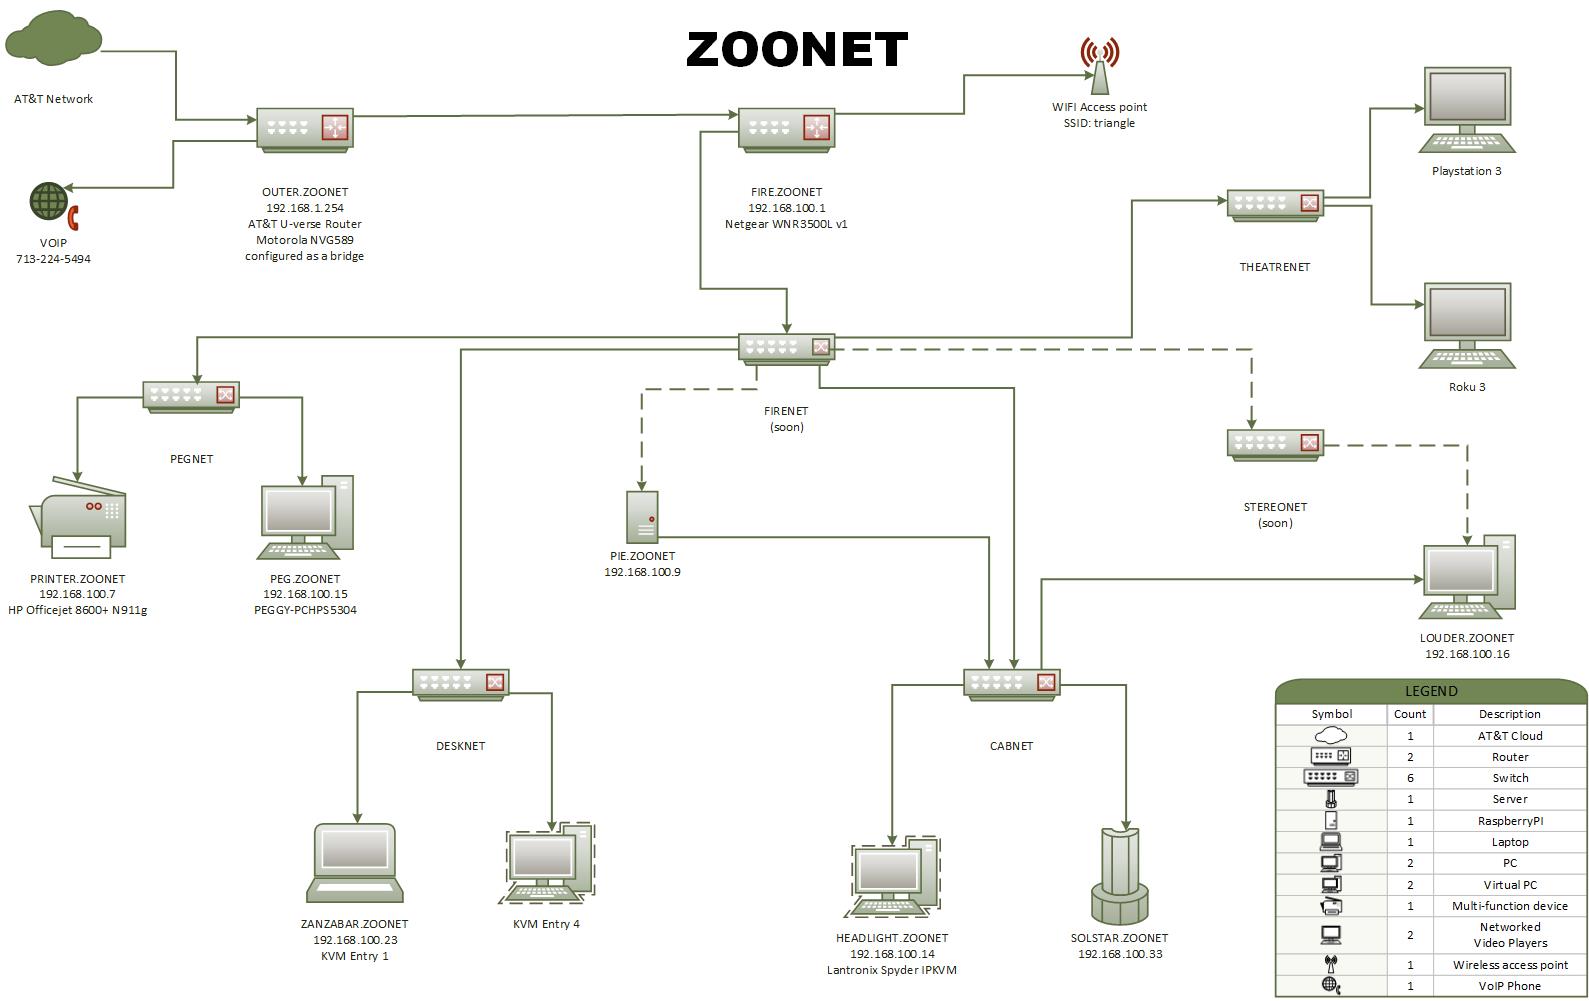 ZOONET
AT&T Network
WIFI Access point
SSID: triangle
Playstation 3
OUTER.ZOONET
192.168.1.254
AT&T U-verse Router
Motorola NVG589
configured as a bridge
FIRE.ZOONET
192.168.100.1
Netgear WNR3500L v1
VOIP
713-224-5494
THEATRENET
Roku 3
FIRENET
(soon)
PEGNET
STEREONET
(soon)
PIE.ZOONET
192.168.100.9
PRINTER.ZOONET
192.168.100.7
HP Officejet 8600+ N911g
PEG.ZOONET
192.168.100.15
PEGGY-PCHPS5304
LOUDER.ZOONET
192.168.100.16
DESKNET
CABNET
ZANZABAR.ZOONET
192.168.100.23
KVM Entry 1
KVM Entry 4
HEADLIGHT.ZOONET
192.168.100.14
Lantronix Spyder IPKVM
SOLSTAR.ZOONET
192.168.100.33
LEGEND
Symbol Count Description
1 AT&T Cloud
2 Router
6 Switch
1 Server
1 RaspberryPI
1 Laptop
2 PC
2 Virtual PC
1 Multi-function device
2 Networked
Video Players
1 Wireless access point
1 VoIP Phone